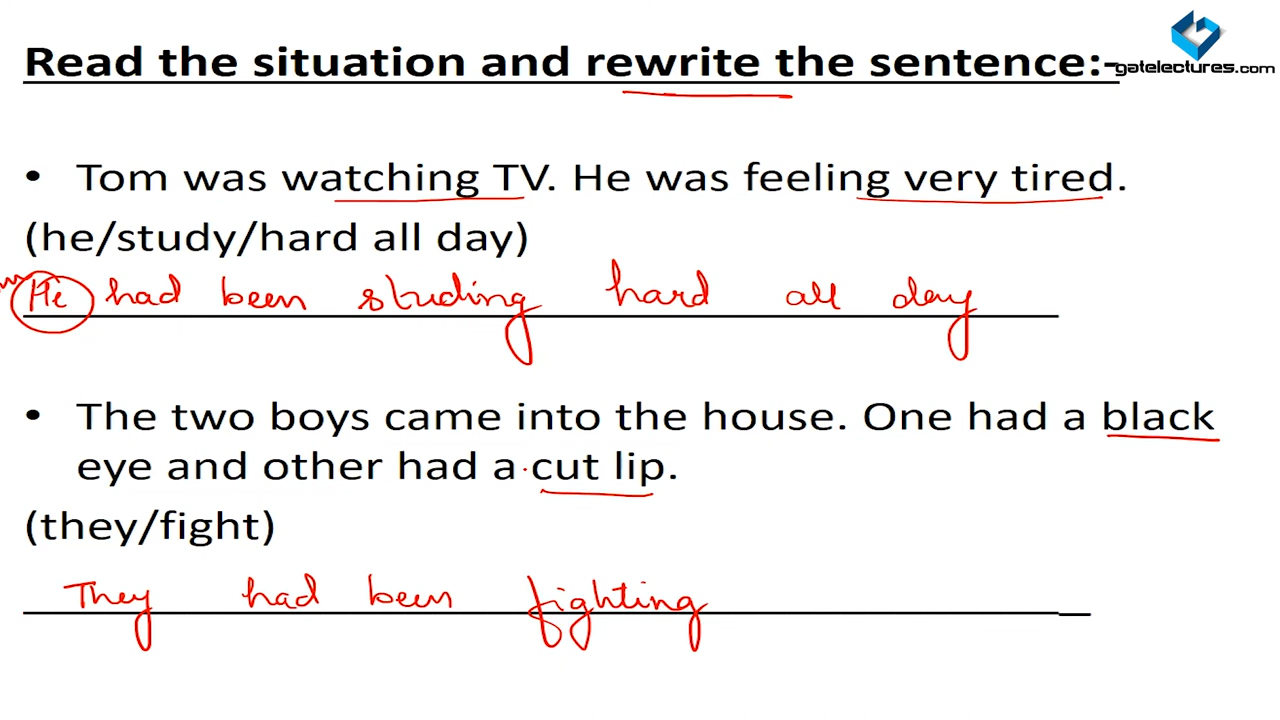 Read the situation and rewrite the sentence:-
gatelectures.com
• Tom was watching TV. He was feeling very tired.
(he/study/hard all day)
He had been studing hard all day
• The two boys came into the house. One had a black
eye and other had a cut lip.
(they/fight)
They had been fighting